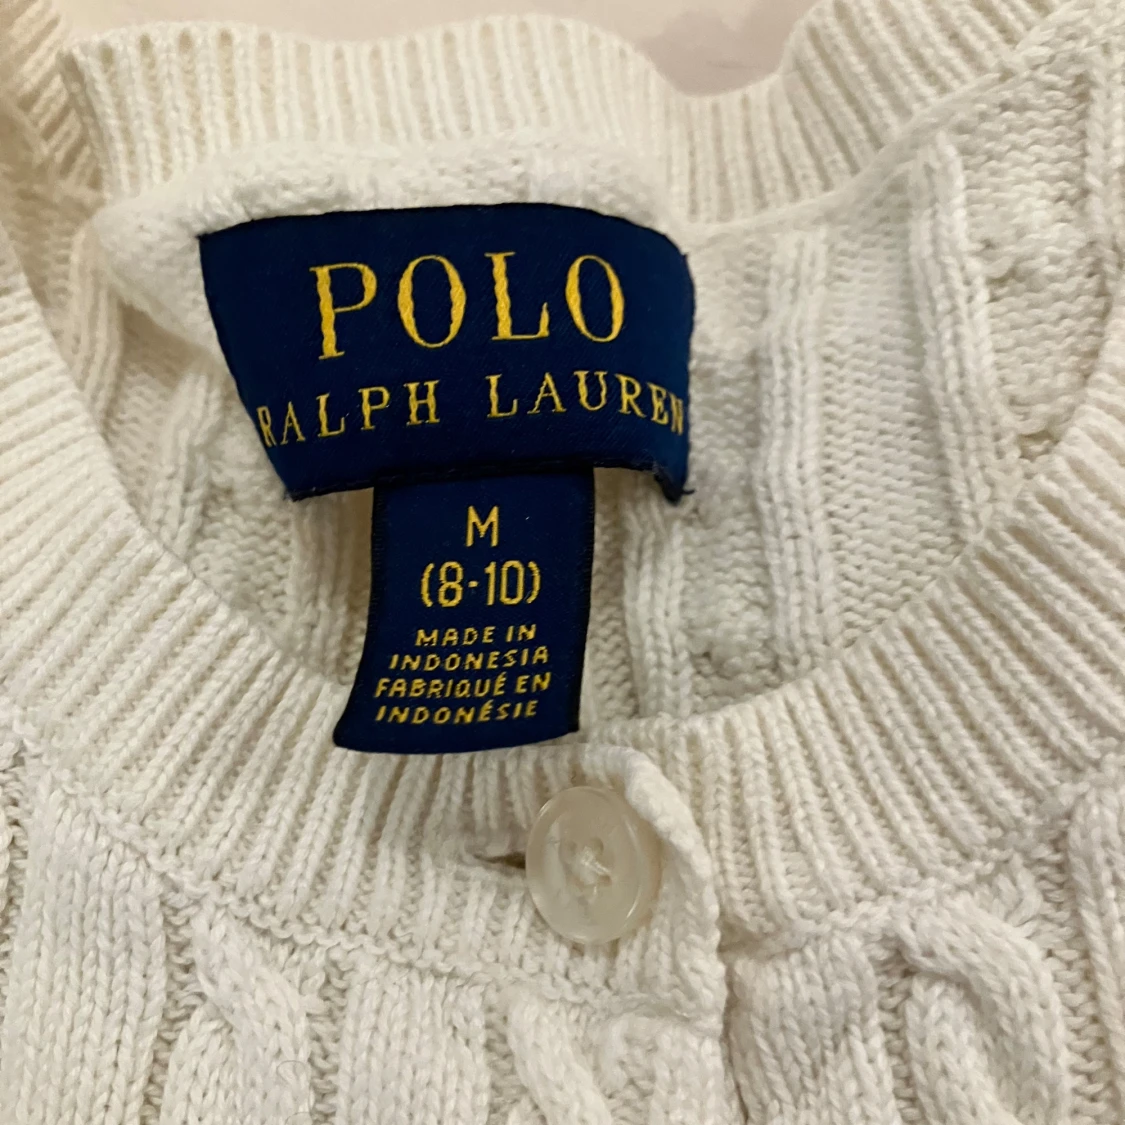 POLO
RALPH LAUREN
M
(8-10)
MADE IN
INDONESIA
FABRIQUÉ EN
INDONÉSIE